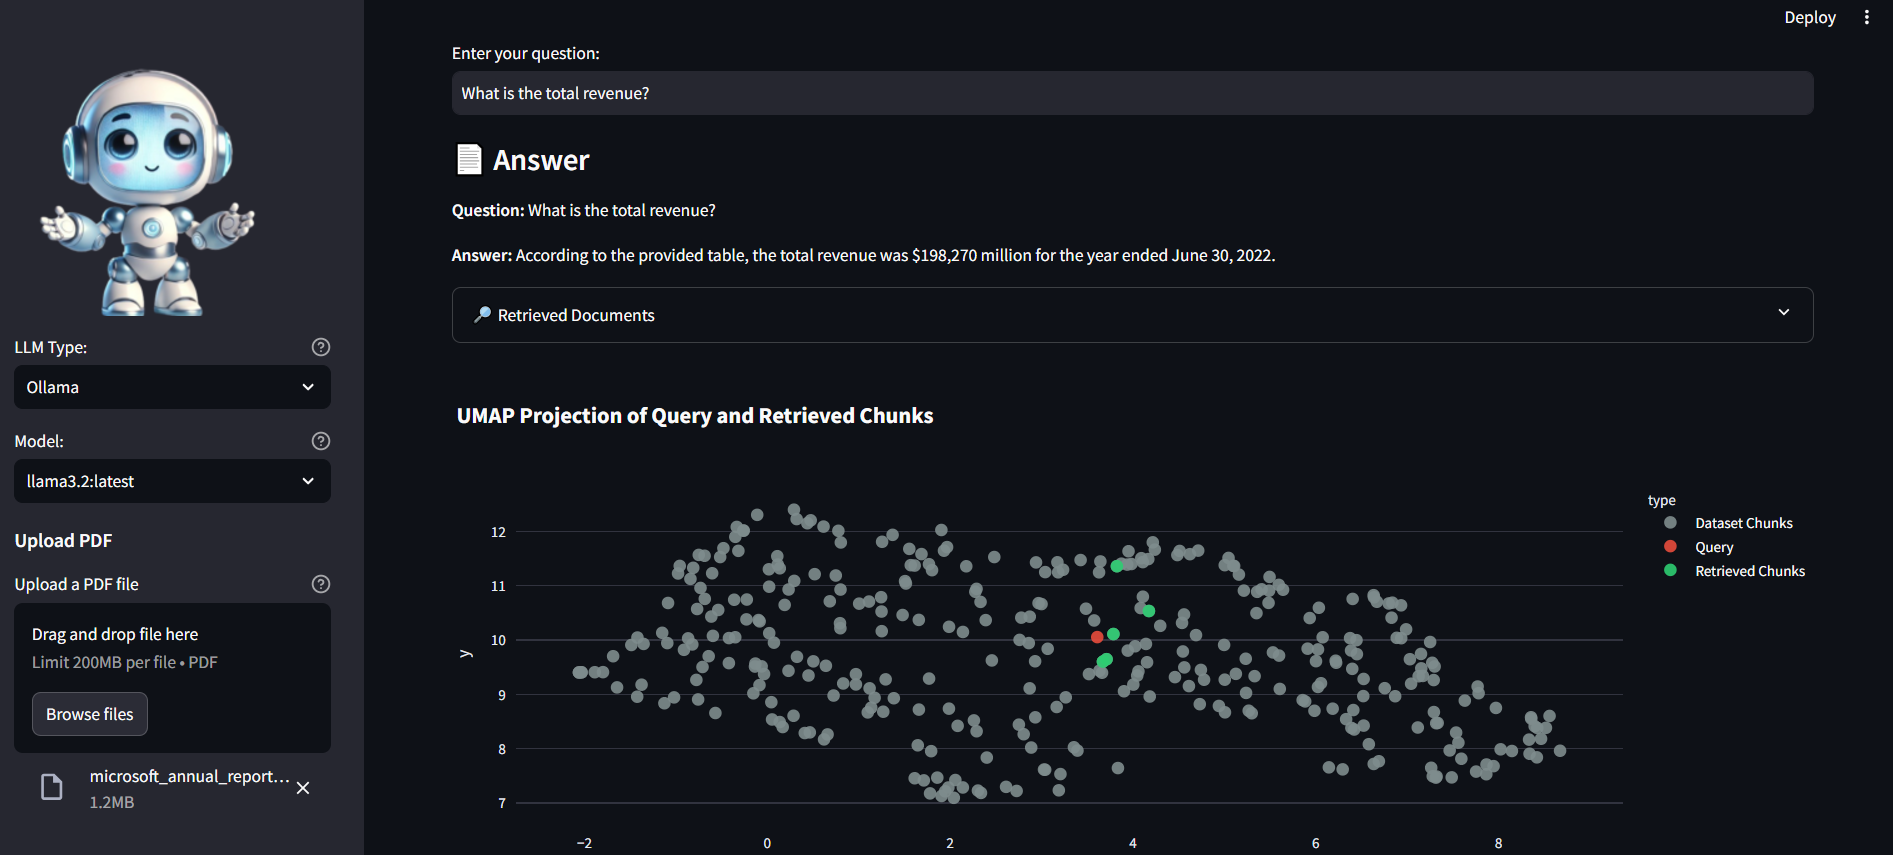 Deploy
Enter your question:
What is the total revenue?
Answer
Question: What is the total revenue?
Answer: According to the provided table, the total revenue was $198,270 million for the year ended June 30, 2022.
Retrieved Documents
LLM Type:
Ollama
Model:
llama3.2:latest
Upload PDF
Upload a PDF file
Drag and drop file here
Limit 200MB per file • PDF
Browse files
microsoft_annual_report...
1.2MB
UMAP Projection of Query and Retrieved Chunks
type
Dataset Chunks
Query
Retrieved Chunks
12
11
10
9
8
7
y
−2 0 2 4 6 8